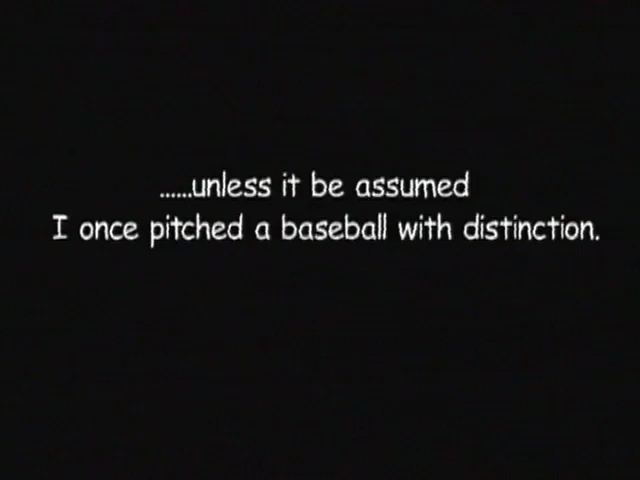 ......unless it be assumed
I once pitched a baseball with distinction.